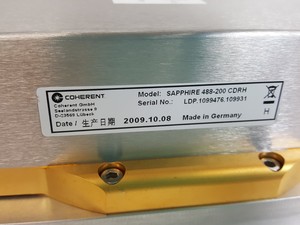 COHERENT
Coherent GmbH
Seelandstrasse 9
D-23569 Lübeck
Model: SAPPHIRE 488-200 CDRH
Serial No.: LDP.1099476.109931
Date / 生产日期 2009.10.08 Made in Germany H